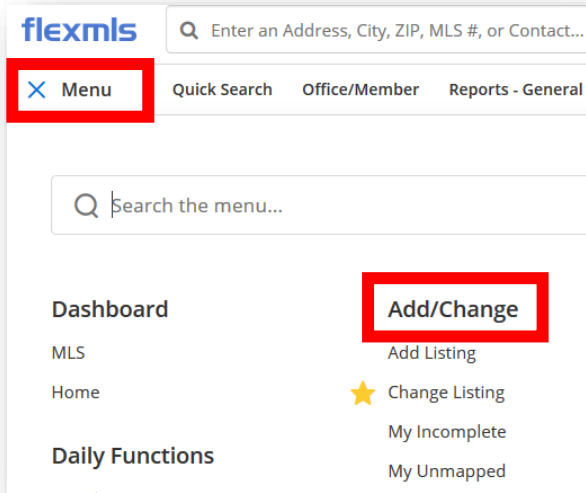 flexmls
Enter an Address, City, ZIP, MLS #, or Contact...
Menu Quick Search Office/Member Reports - General
Search the menu...
Dashboard
MLS
Home
Daily Functions
Add/Change
Add Listing
Change Listing
My Incomplete
My Unmapped